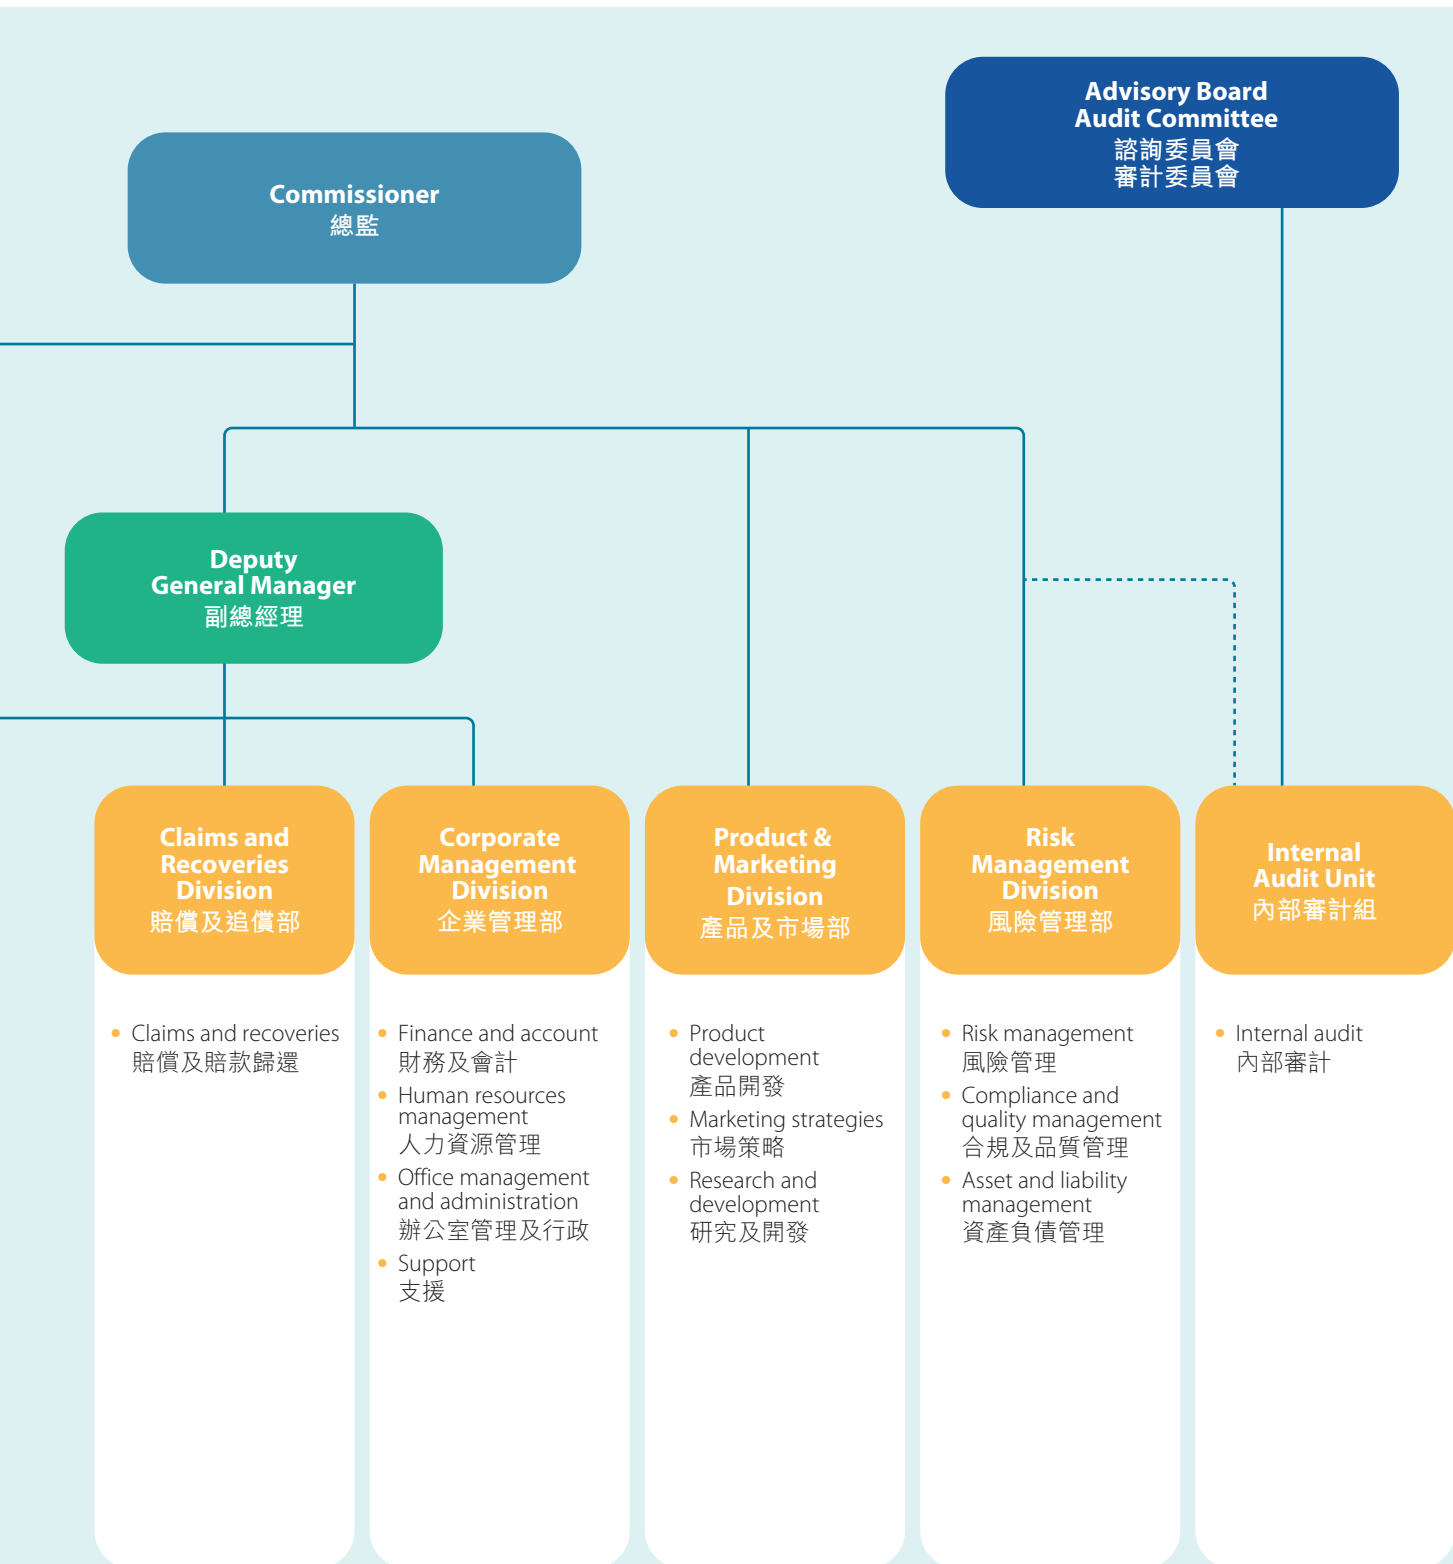 Advisory Board
Audit Committee
諮詢委員會
審計委員會
Commissioner
總監
Deputy
General Manager
副總經理
Claims and
Recoveries
Division
賠償及追償部
Corporate
Management
Division
企業管理部
Product &
Marketing
Division
產品及市場部
Risk
Management
Division
風險管理部
Internal
Audit Unit
內部審計組
• Claims and recoveries
賠償及賠款歸還
• Finance and account
財務及會計
• Human resources
management
人力資源管理
• Office management
and administration
辦公室管理及行政
• Support
支援
• Product
development
產品開發
• Marketing strategies
市場策略
• Research and
development
研究及開發
• Risk management
風險管理
• Compliance and
quality management
合規及品質管理
• Asset and liability
management
資產負債管理
• Internal audit
內部審計